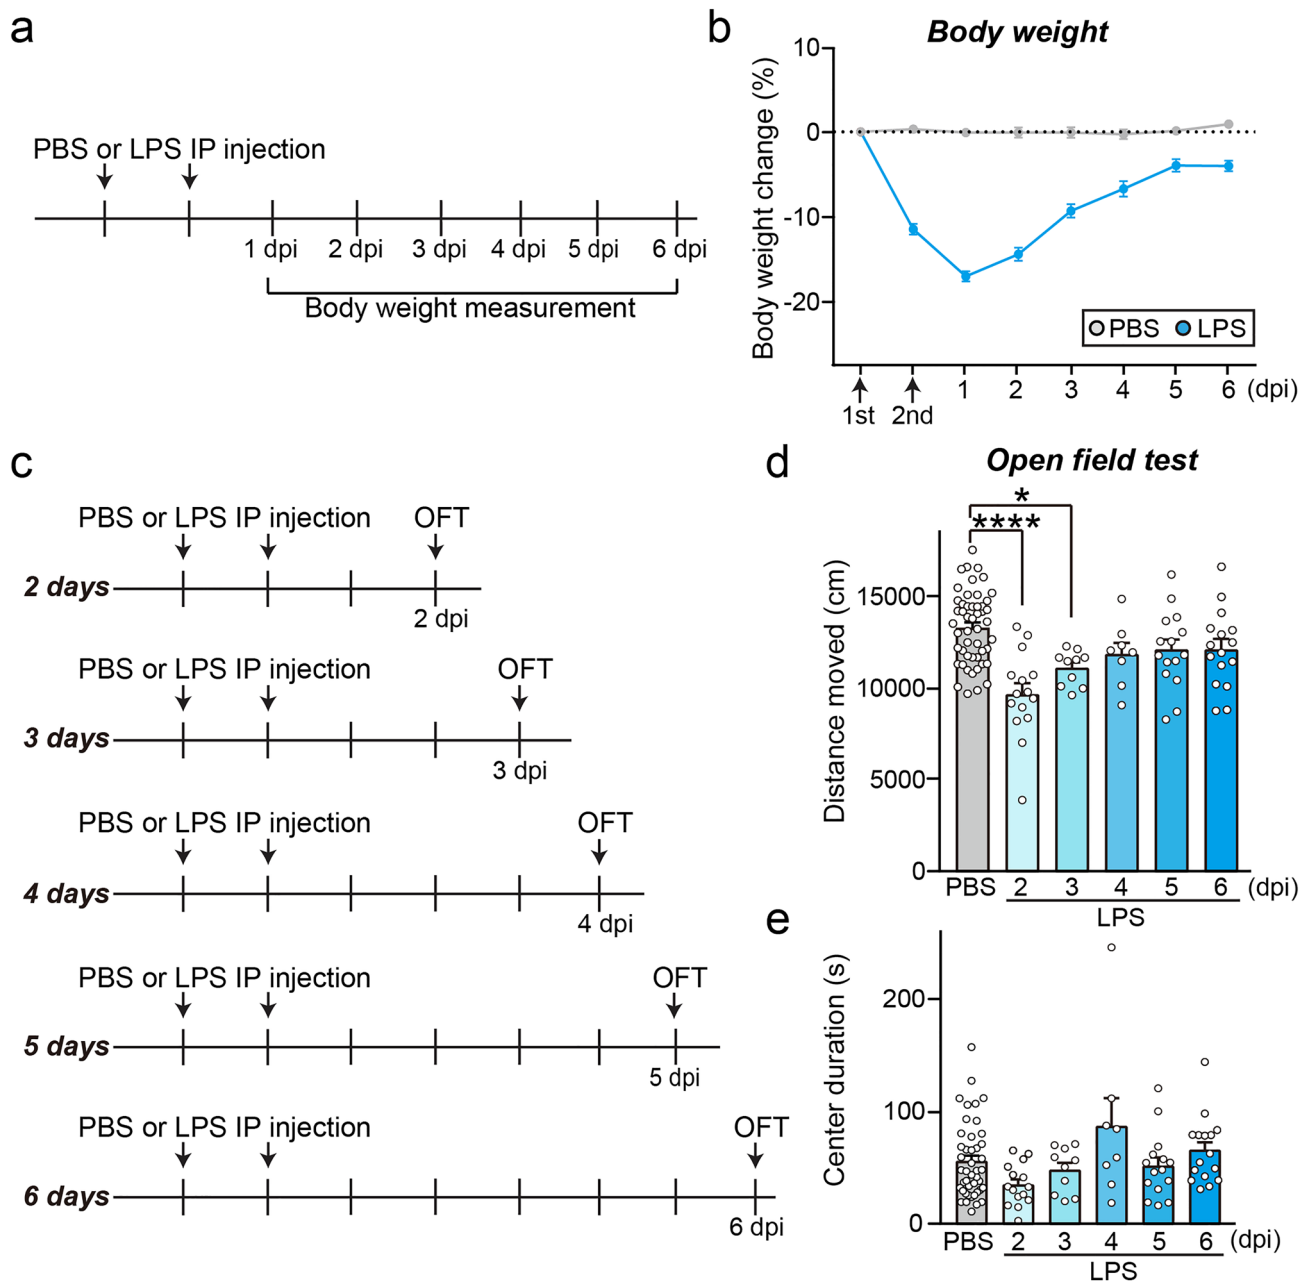 a
PBS or LPS IP injection
1 dpi 2 dpi 3 dpi 4 dpi 5 dpi 6 dpi
Body weight measurement
b
Body weight
Body weight change (%)
10
0
-10
-20
PBS LPS
1 2 3 4 5 6 (dpi)
1st 2nd
c
PBS or LPS IP injection OFT
2 days
2 dpi
PBS or LPS IP injection OFT
3 days
3 dpi
PBS or LPS IP injection OFT
4 days
4 dpi
PBS or LPS IP injection OFT
5 days
5 dpi
PBS or LPS IP injection OFT
6 days
6 dpi
d
Open field test
*
****
Distance moved (cm)
15000
10000
5000
0
PBS 2 3 4 5 6 (dpi)
LPS
e
Center duration (s)
200
100
0
PBS 2 3 4 5 6 (dpi)
LPS